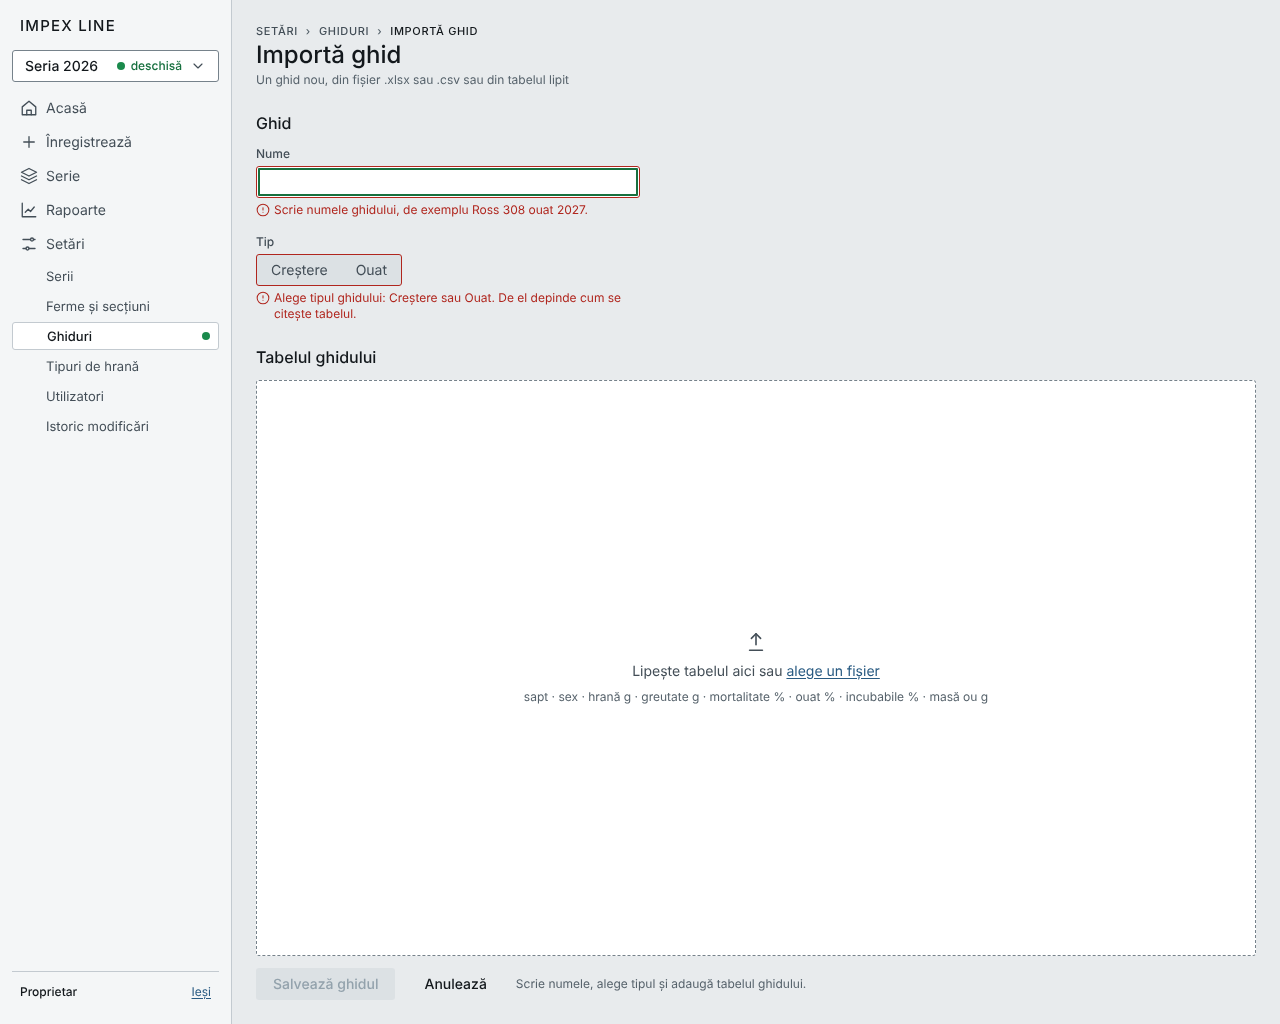 IMPEX LINE
Seria 2026 deschisă
Acasă
Înregistrează
Serie
Rapoarte
Setări
Serii
Ferme și secțiuni
Ghiduri
Tipuri de hrană
Utilizatori
Istoric modificări
Proprietar Ieși
SETĂRI › GHIDURI › IMPORTĂ GHID
Importă ghid
Un ghid nou, din fișier .xlsx sau .csv sau din tabelul lipit
Ghid
Nume
Scrie numele ghidului, de exemplu Ross 308 ouat 2027.
Tip
Creștere Ouat
Alege tipul ghidului: Creștere sau Ouat. De el depinde cum se
citește tabelul.
Tabelul ghidului
Lipește tabelul aici sau alege un fișier
sapt · sex · hrană g · greutate g · mortalitate % · ouat % · incubabile % · masă ou g
Salvează ghidul Anulează Scrie numele, alege tipul și adaugă tabelul ghidului.